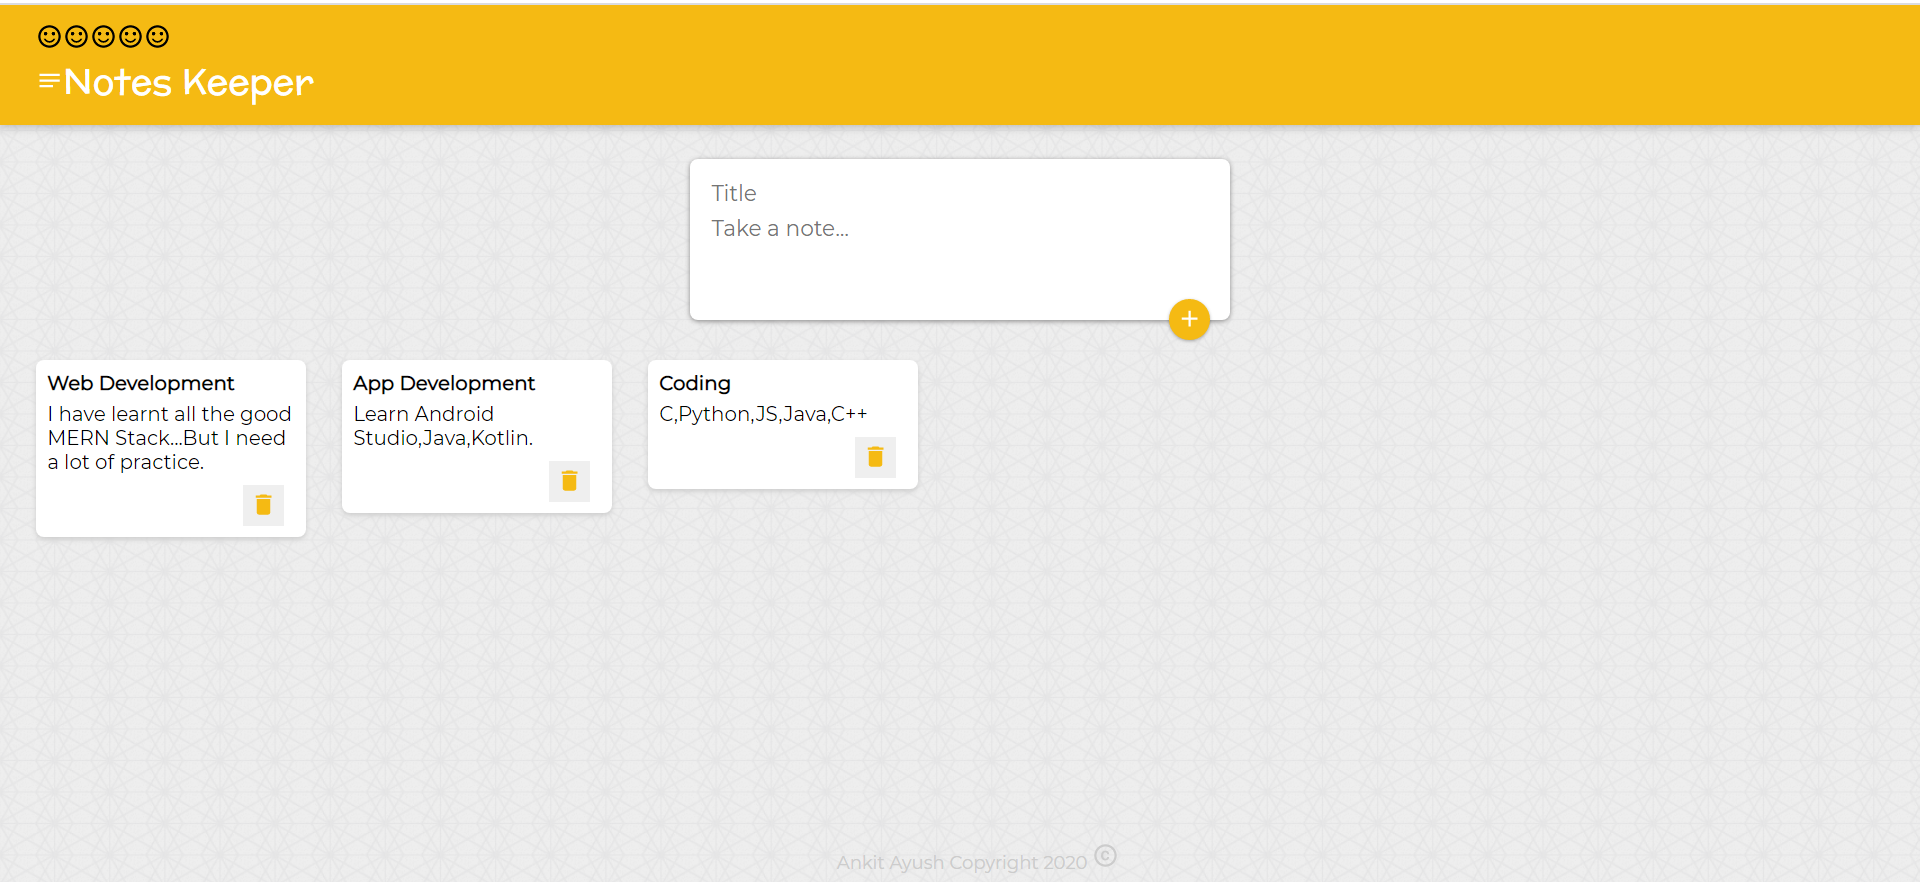 Notes Keeper
Title
Take a note...
Web Development
I have learnt all the good
MERN Stack...But I need
a lot of practice.
App Development
Learn Android
Studio,Java,Kotlin.
Coding
C,Python,JS,Java,C++
Ankit Ayush Copyright 2020 ©